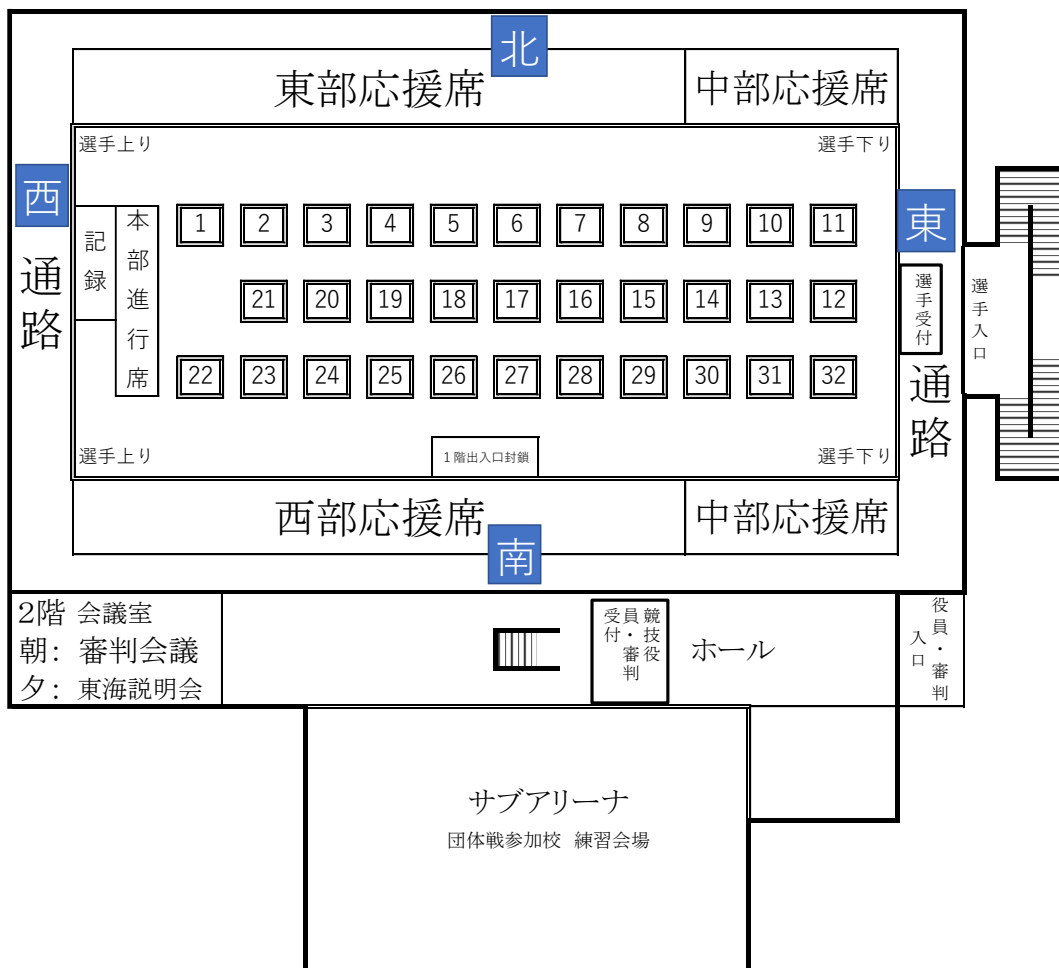 北
東部応援席
中部応援席
選手上り
選手下り
西
東
通路
記録
本部進行席
1 2 3 4 5 6 7 8 9 10 11
21 20 19 18 17 16 15 14 13 12
22 23 24 25 26 27 28 29 30 31 32
選手受付
選手入口
通路
選手上り
1階出入口封鎖
選手下り
西部応援席
中部応援席
南
2階 会議室
朝: 審判会議
夕: 東海説明会
競技役
員・審判
受付
ホール
役員・審判
入口
サブアリーナ
団体戦参加校 練習会場